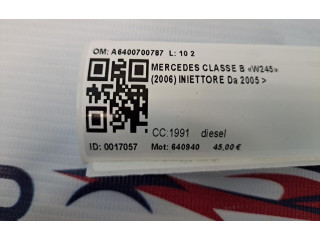 OM: A6400700787 L: 10 2
MERCEDES CLASSE B «W245»
(2006) INIETTORE Da 2005 >
CC:1991 diesel
ID: 0017057 Mot: 640940 45,00 €